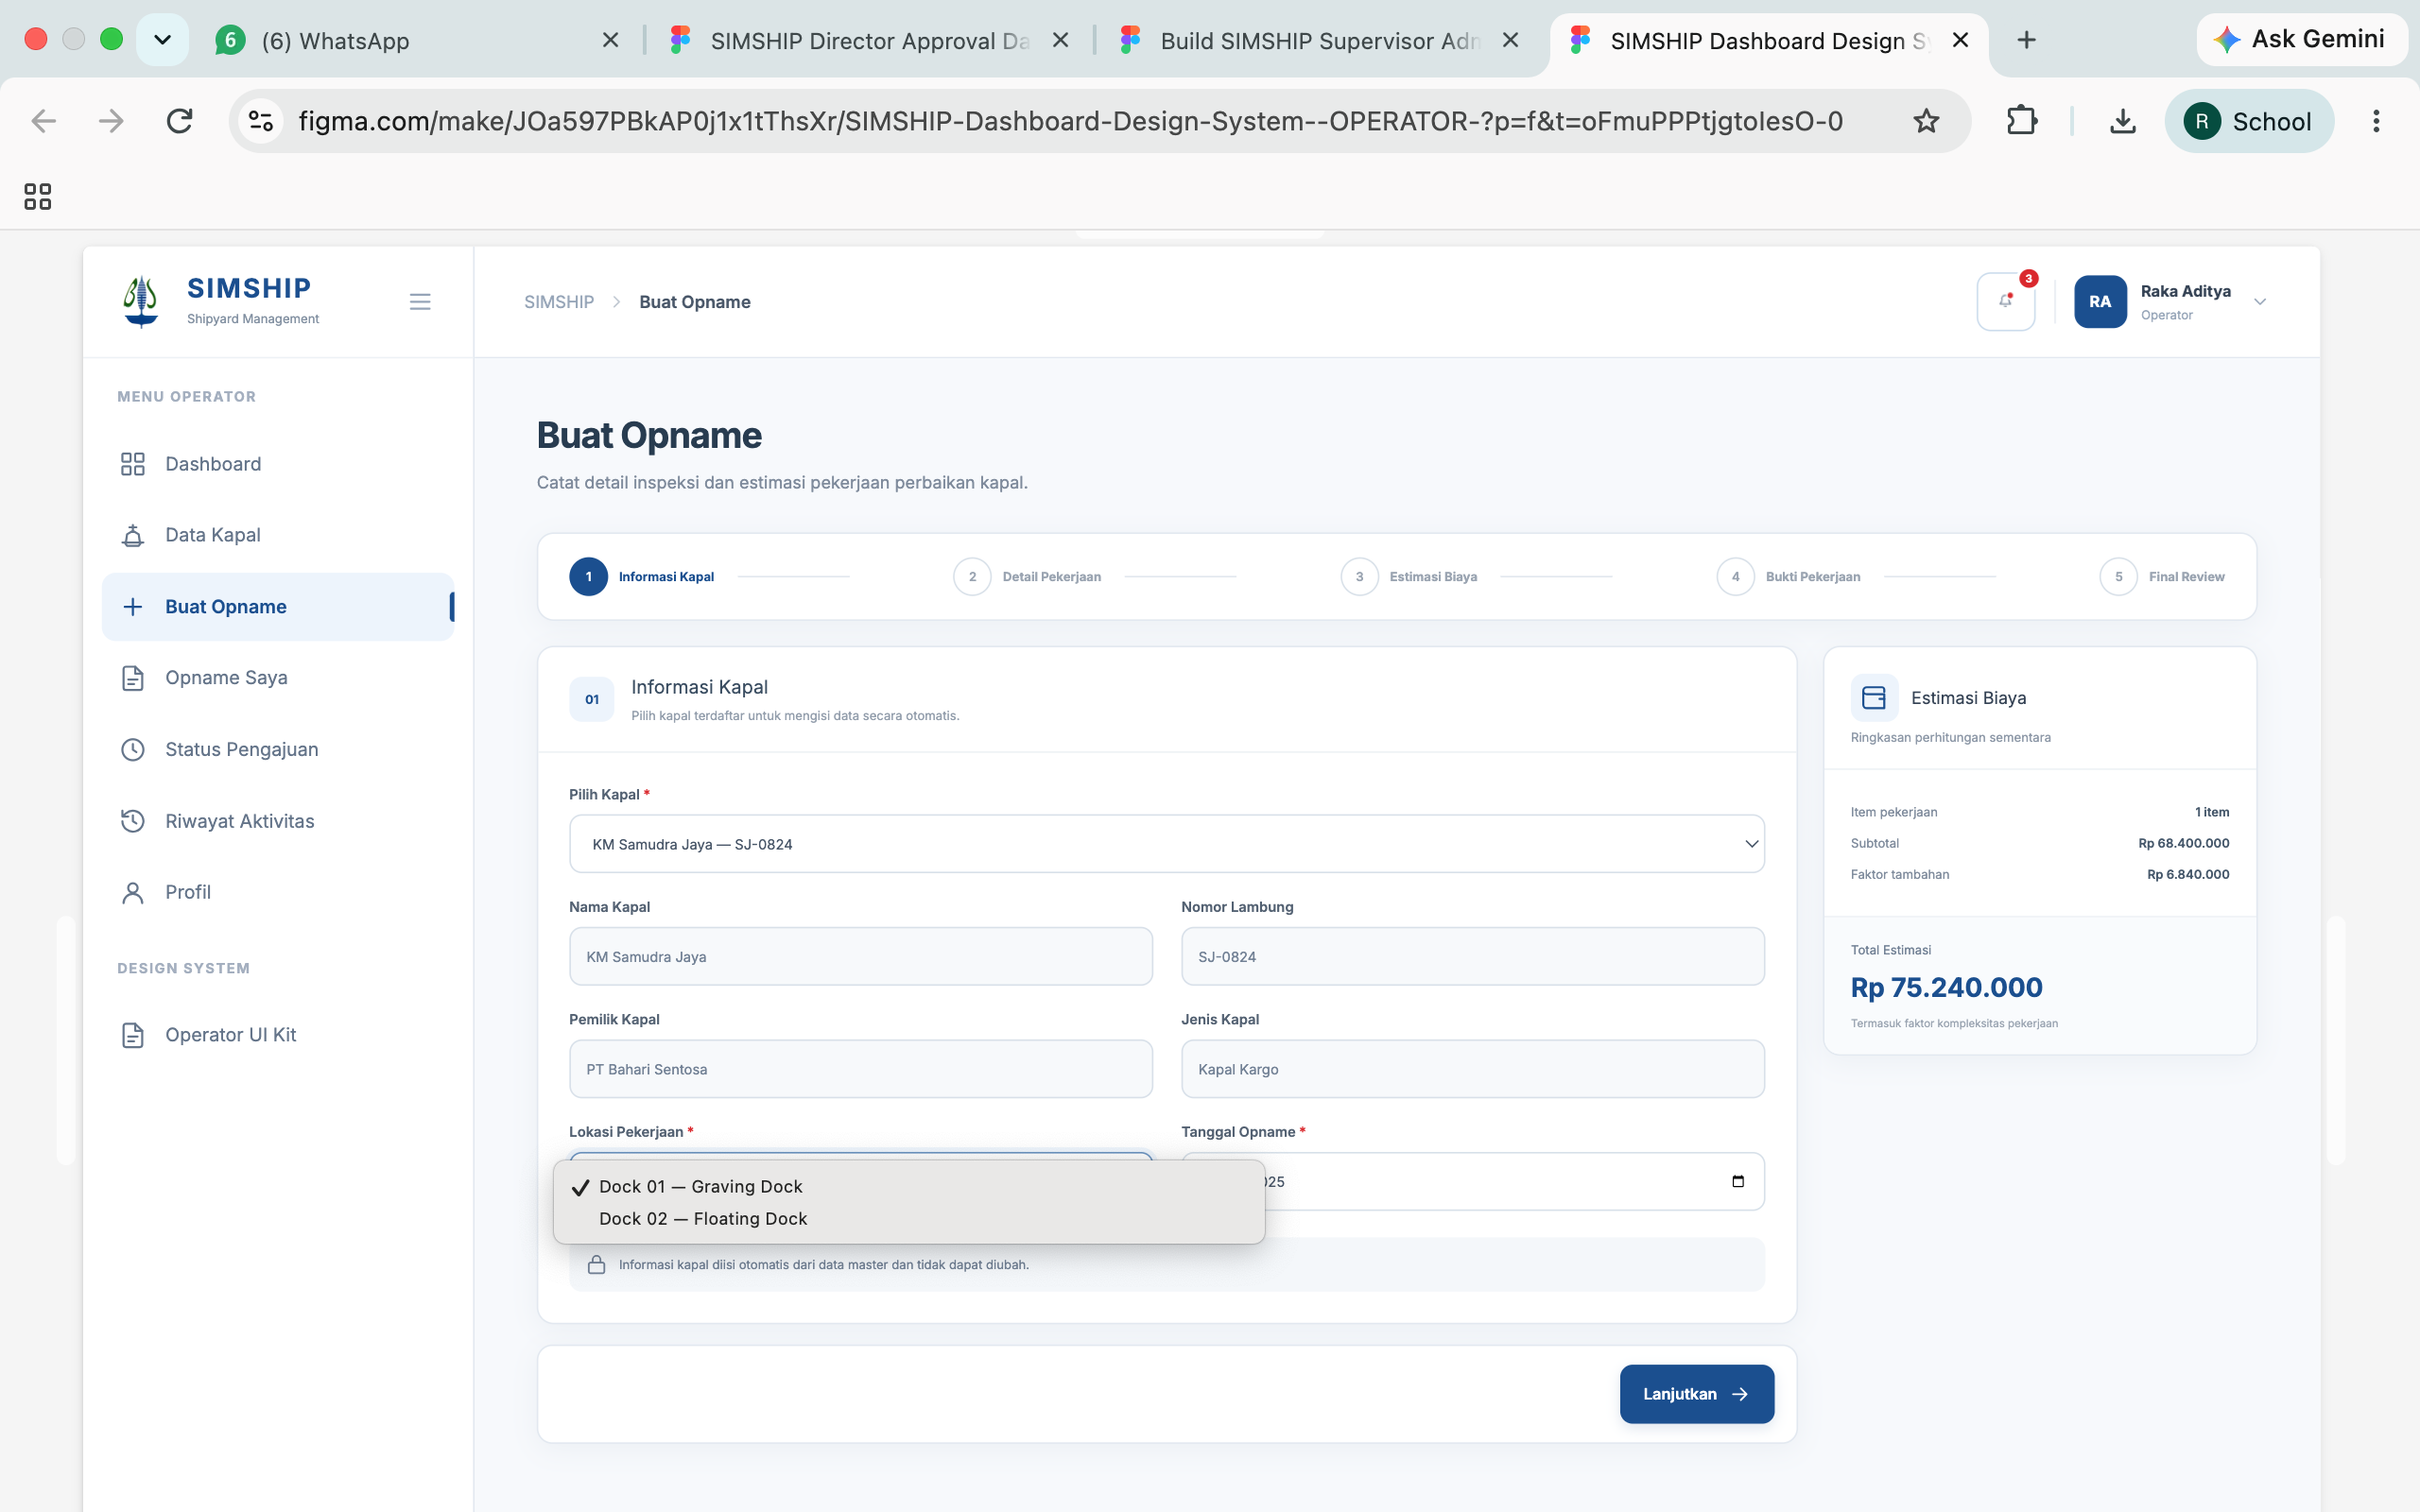 6 (6) WhatsApp
SIMSHIP Director Approval Da
Build SIMSHIP Supervisor Adn
SIMSHIP Dashboard Design Sy
Ask Gemini
figma.com/make/JOa597PBkAP0j1x1tThsXr/SIMSHIP-Dashboard-Design-System--OPERATOR-?p=f&t=oFmuPPPtjgtoIesO-0
R School
SIMSHIP
Shipyard Management
SIMSHIP > Buat Opname
3
RA
Raka Aditya
Operator
MENU OPERATOR
Dashboard
Data Kapal
Buat Opname
Opname Saya
Status Pengajuan
Riwayat Aktivitas
Profil
DESIGN SYSTEM
Operator UI Kit
Buat Opname
Catat detail inspeksi dan estimasi pekerjaan perbaikan kapal.
1 Informasi Kapal
2 Detail Pekerjaan
3 Estimasi Biaya
4 Bukti Pekerjaan
5 Final Review
01
Informasi Kapal
Pilih kapal terdaftar untuk mengisi data secara otomatis.
Pilih Kapal *
KM Samudra Jaya — SJ-0824
Nama Kapal
KM Samudra Jaya
Nomor Lambung
SJ-0824
Pemilik Kapal
PT Bahari Sentosa
Jenis Kapal
Kapal Kargo
Lokasi Pekerjaan *
✓ Dock 01 — Graving Dock
Dock 02 — Floating Dock
Tanggal Opname *
025
Informasi kapal diisi otomatis dari data master dan tidak dapat diubah.
Lanjutkan →
Estimasi Biaya
Ringkasan perhitungan sementara
Item pekerjaan 1 item
Subtotal Rp 68.400.000
Faktor tambahan Rp 6.840.000
Total Estimasi
Rp 75.240.000
Termasuk faktor kompleksitas pekerjaan